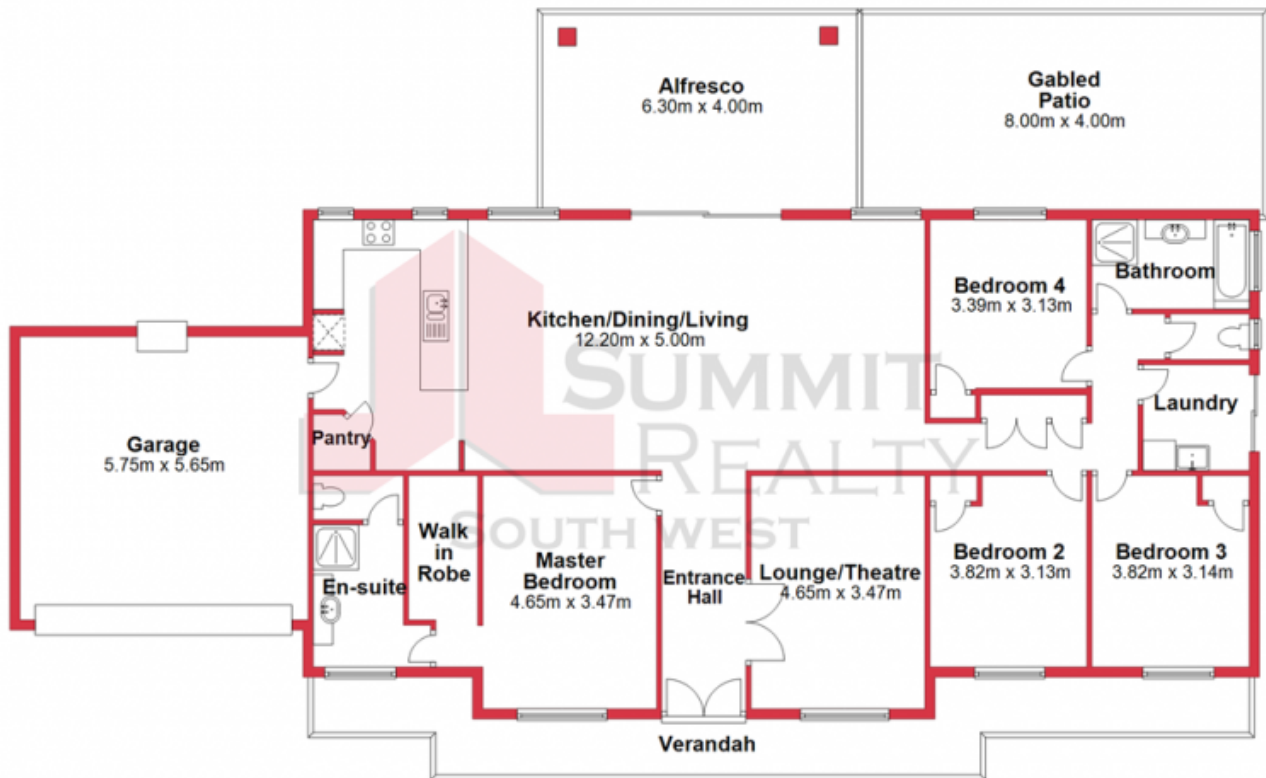 Alfresco
6.30m x 4.00m
Gabled
Patio
8.00m x 4.00m
Kitchen/Dining/Living
12.20m x 5.00m
Bedroom 4
3.39m x 3.13m
Bathroom
Laundry
Garage
5.75m x 5.65m
Pantry
SUMMIT
REALTY
SOUTH WEST
En-suite
Walk
in
Robe
Master
Bedroom
4.65m x 3.47m
Entrance
Hall
Lounge/Theatre
4.65m x 3.47m
Bedroom 2
3.82m x 3.13m
Bedroom 3
3.82m x 3.14m
Verandah